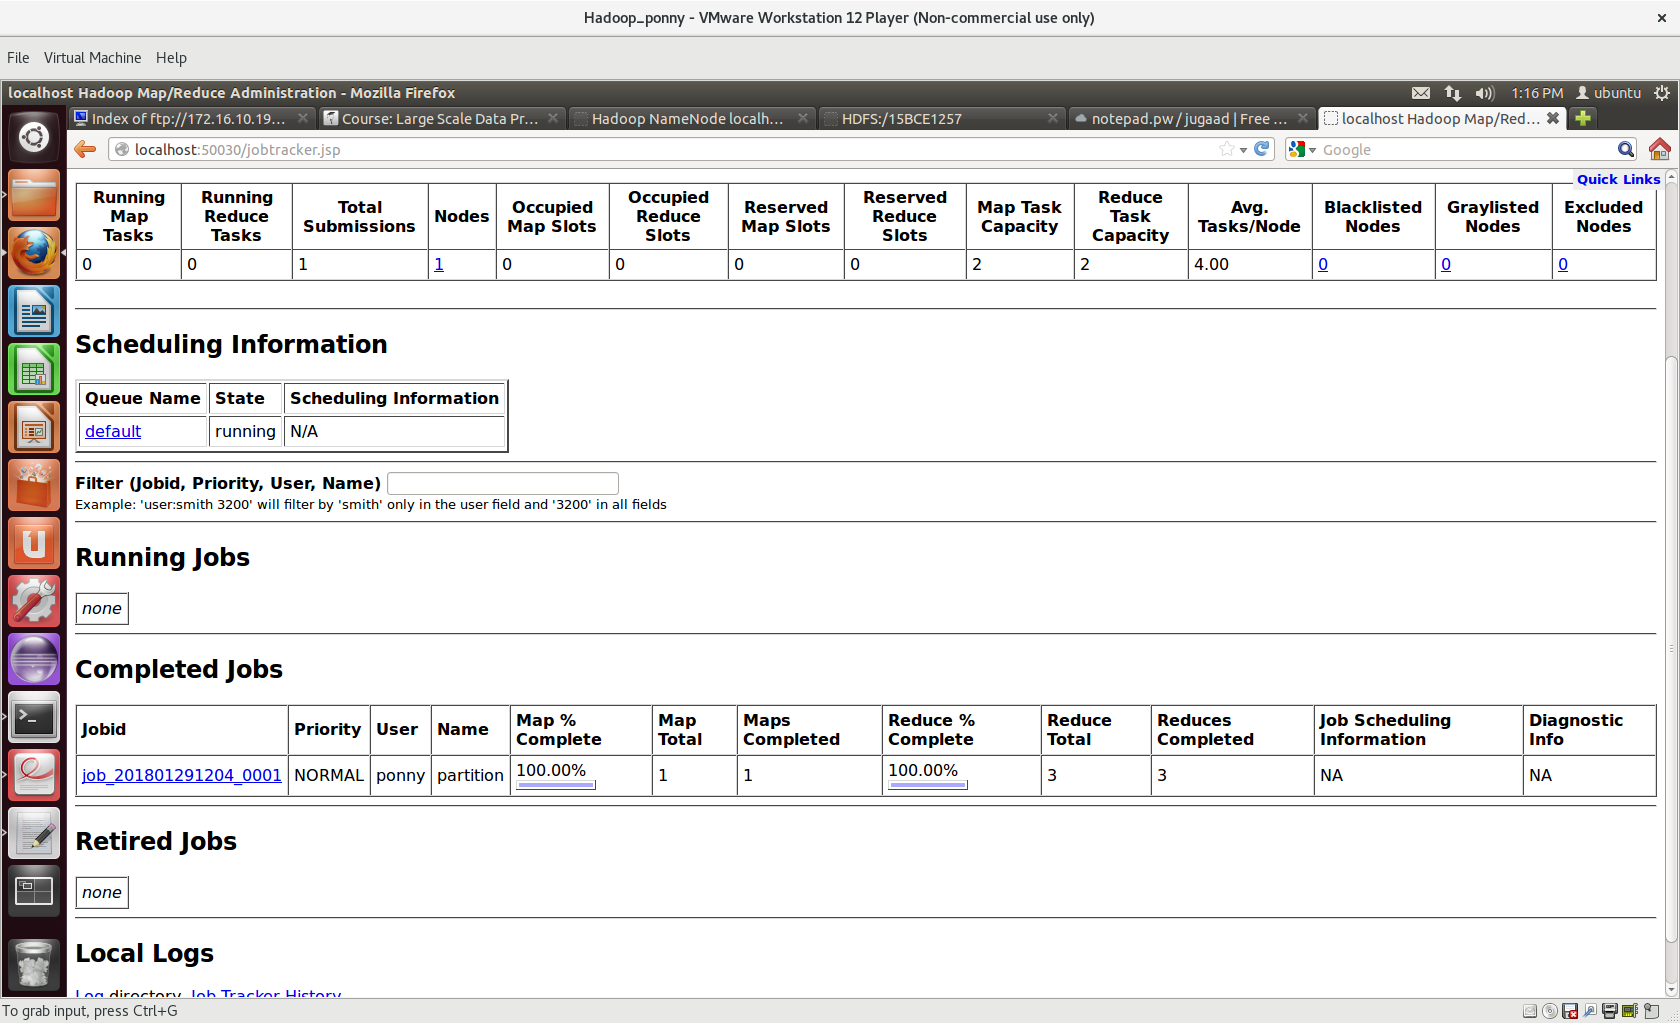 Hadoop_ponny - VMware Workstation 12 Player (Non-commercial use only)
File Virtual Machine Help
localhost Hadoop Map/Reduce Administration - Mozilla Firefox
1:16 PM ubuntu
Index of ftp://172.16.10.19... Course: Large Scale Data Pr... Hadoop NameNode localh... HDFS:/15BCE1257 notepad.pw / jugaad | Free ... localhost Hadoop Map/Red...
localhost:50030/jobtracker.jsp Google
Quick Links
Running Map Tasks Running Reduce Tasks Total Submissions Nodes Occupied Map Slots Occupied Reduce Slots Reserved Map Slots Reserved Reduce Slots Map Task Capacity Reduce Task Capacity Avg. Tasks/Node Blacklisted Nodes Graylisted Nodes Excluded Nodes
0 0 1 1 0 0 0 0 2 2 4.00 0 0 0
Scheduling Information
Queue Name State Scheduling Information
default running N/A
Filter (Jobid, Priority, User, Name)
Example: 'user:smith 3200' will filter by 'smith' only in the user field and '3200' in all fields
Running Jobs
none
Completed Jobs
Jobid Priority User Name Map % Complete Map Total Maps Completed Reduce % Complete Reduce Total Reduces Completed Job Scheduling Information Diagnostic Info
job_201801291204_0001 NORMAL ponny partition 100.00% 1 1 100.00% 3 3 NA NA
Retired Jobs
none
Local Logs
Log directory, Job Tracker History
To grab input, press Ctrl+G